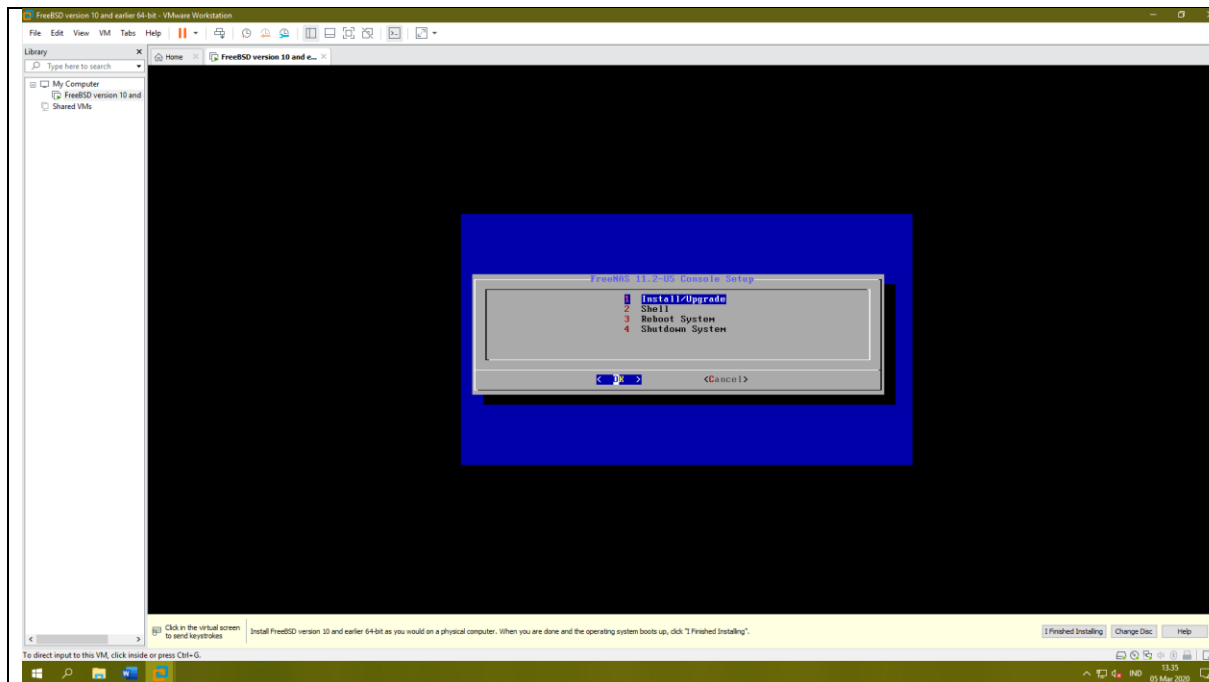 FreeBSD version 10 and earlier 64-bit - VMware Workstation
File Edit View VM Tabs Help
Library
Type here to search
My Computer
FreeBSD version 10 and
Shared VMs
Home
FreeBSD version 10 and e...
FreeNAS 11.2-U5 Console Setup
1 Install/Upgrade
2 Shell
3 Reboot System
4 Shutdown System
< OK > <Cancel>
Click in the virtual screen
to send keystrokes
Install FreeBSD version 10 and earlier 64-bit as you would on a physical computer. When you are done and the operating system boots up, click "I Finished Installing".
I Finished Installing Change Disc Help
To direct input to this VM, click inside or press Ctrl+G.
IND
13.35
05 Mar 2020